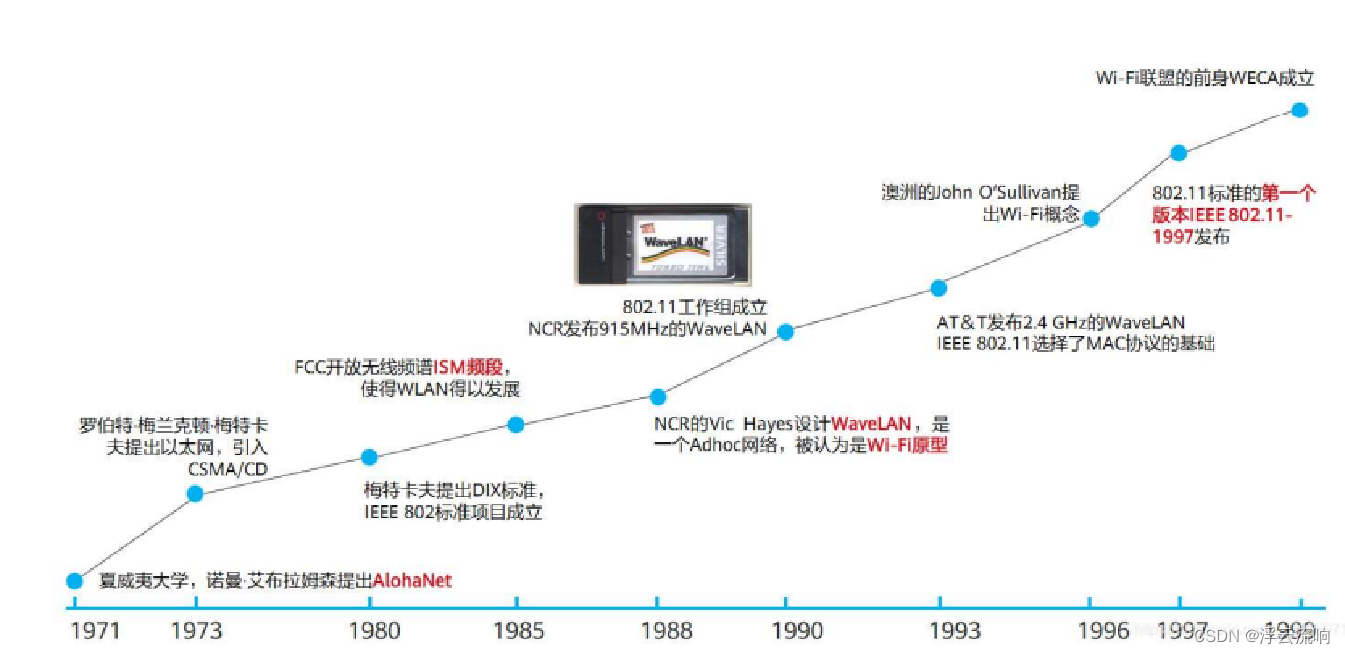 Wi-Fi联盟的前身WECA成立
澳洲的John O'Sullivan提
出Wi-Fi概念
802.11标准的第一个
版本IEEE 802.11-
1997发布
WaveLAN
TURBO
SILVER
802.11工作组成立
NCR发布915MHz的WaveLAN
AT&T发布2.4 GHz的WaveLAN
IEEE 802.11选择了MAC协议的基础
FCC开放无线频谱ISM频段，
使得WLAN得以发展
NCR的Vic Hayes设计WaveLAN，是
一个Adhoc网络，被认为是Wi-Fi原型
罗伯特·梅兰克顿·梅特卡
夫提出以太网，引入
CSMA/CD
梅特卡夫提出DIX标准，
IEEE 802标准项目成立
夏威夷大学，诺曼·艾布拉姆森提出AlohaNet
1971 1973 1980 1985 1988 1990 1993 1996 1997 1999
CSDN @浮云流响